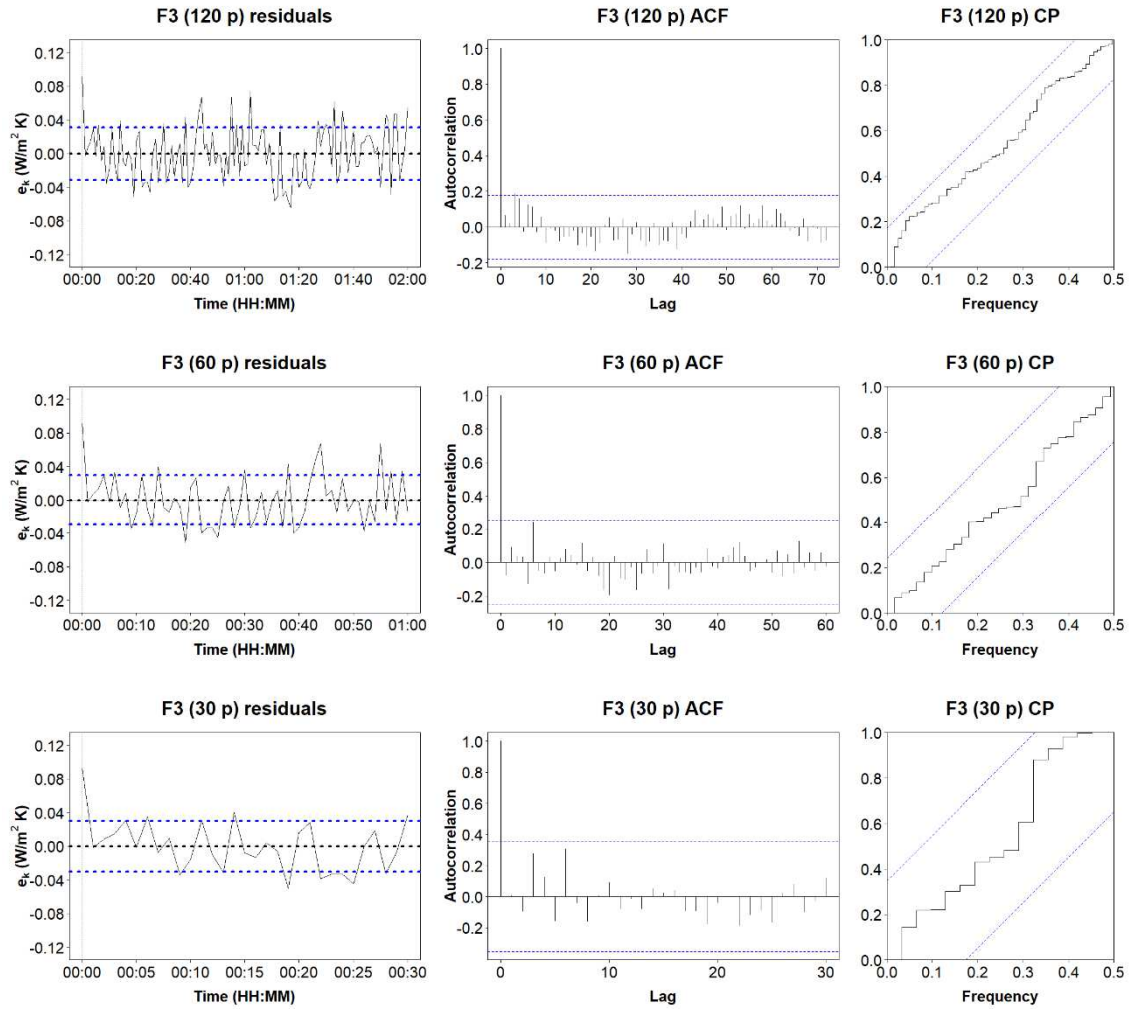 F3 (120 p) residuals
0.12
0.08
0.04
0.00
-0.04
-0.08
-0.12
e_k (W/m² K)
00:00 00:20 00:40 01:00 01:20 01:40 02:00
Time (HH:MM)
F3 (120 p) ACF
1.0
0.8
0.6
0.4
0.2
0.0
-0.2
Autocorrelation
0 10 20 30 40 50 60 70
Lag
F3 (120 p) CP
1.0
0.8
0.6
0.4
0.2
0.0
0.0 0.1 0.2 0.3 0.4 0.5
Frequency
F3 (60 p) residuals
0.12
0.08
0.04
0.00
-0.04
-0.08
-0.12
e_k (W/m² K)
00:00 00:10 00:20 00:30 00:40 00:50 01:00
Time (HH:MM)
F3 (60 p) ACF
1.0
0.8
0.6
0.4
0.2
0.0
-0.2
Autocorrelation
0 10 20 30 40 50 60
Lag
F3 (60 p) CP
1.0
0.8
0.6
0.4
0.2
0.0
0.0 0.1 0.2 0.3 0.4 0.5
Frequency
F3 (30 p) residuals
0.12
0.08
0.04
0.00
-0.04
-0.08
-0.12
e_k (W/m² K)
00:00 00:05 00:10 00:15 00:20 00:25 00:30
Time (HH:MM)
F3 (30 p) ACF
1.0
0.8
0.6
0.4
0.2
0.0
-0.2
Autocorrelation
0 10 20 30
Lag
F3 (30 p) CP
1.0
0.8
0.6
0.4
0.2
0.0
0.0 0.1 0.2 0.3 0.4 0.5
Frequency